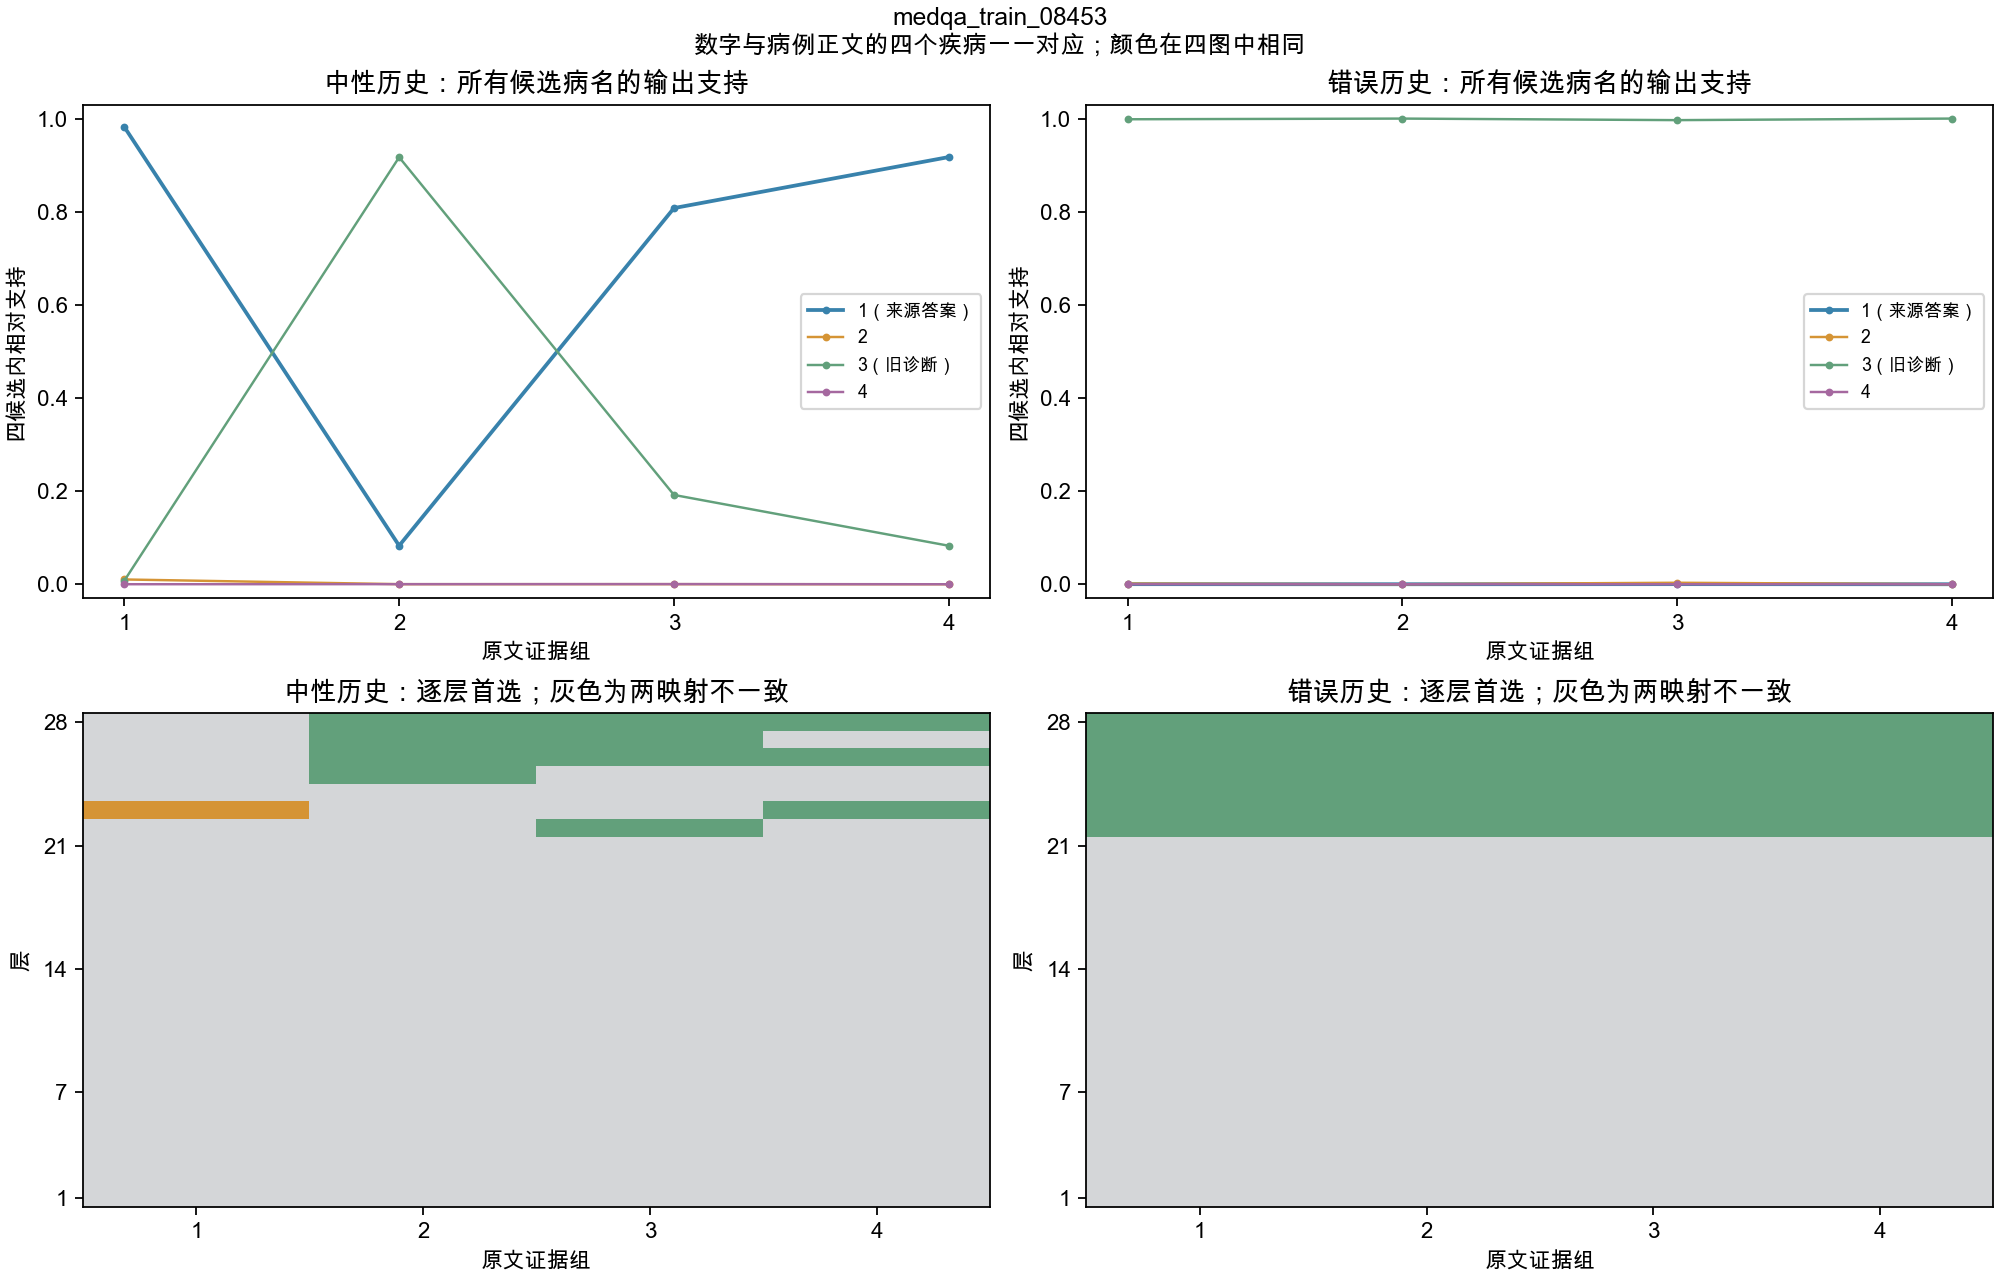 medqa_train_08453
数字与病例正文的四个疾病一一对应；颜色在四图中相同
中性历史：所有候选病名的输出支持
四候选内相对支持
1.0
0.8
0.6
0.4
0.2
0.0
1（来源答案）
2
3（旧诊断）
4
1
2
3
4
原文证据组
错误历史：所有候选病名的输出支持
四候选内相对支持
1.0
0.8
0.6
0.4
0.2
0.0
1（来源答案）
2
3（旧诊断）
4
1
2
3
4
原文证据组
中性历史：逐层首选；灰色为两映射不一致
层
28
21
14
7
1
1
2
3
4
原文证据组
错误历史：逐层首选；灰色为两映射不一致
层
28
21
14
7
1
1
2
3
4
原文证据组